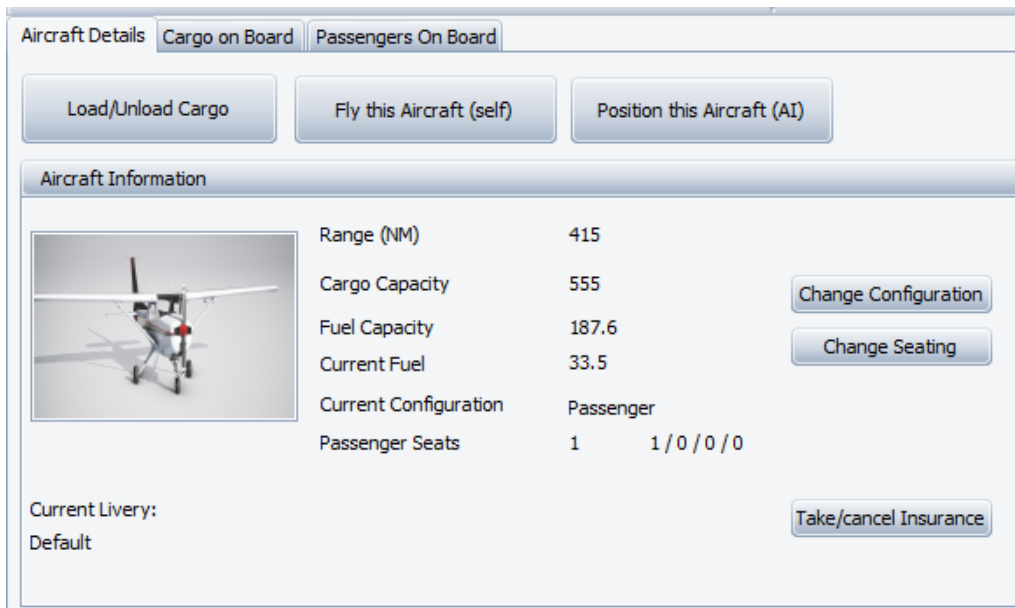 Aircraft Details Cargo on Board Passengers On Board
Load/Unload Cargo Fly this Aircraft (self) Position this Aircraft (AI)
Aircraft Information
Range (NM) 415
Cargo Capacity 555
Change Configuration
Fuel Capacity 187.6
Change Seating
Current Fuel 33.5
Current Configuration Passenger
Passenger Seats 1 1 / 0 / 0 / 0
Current Livery:
Take/cancel Insurance
Default